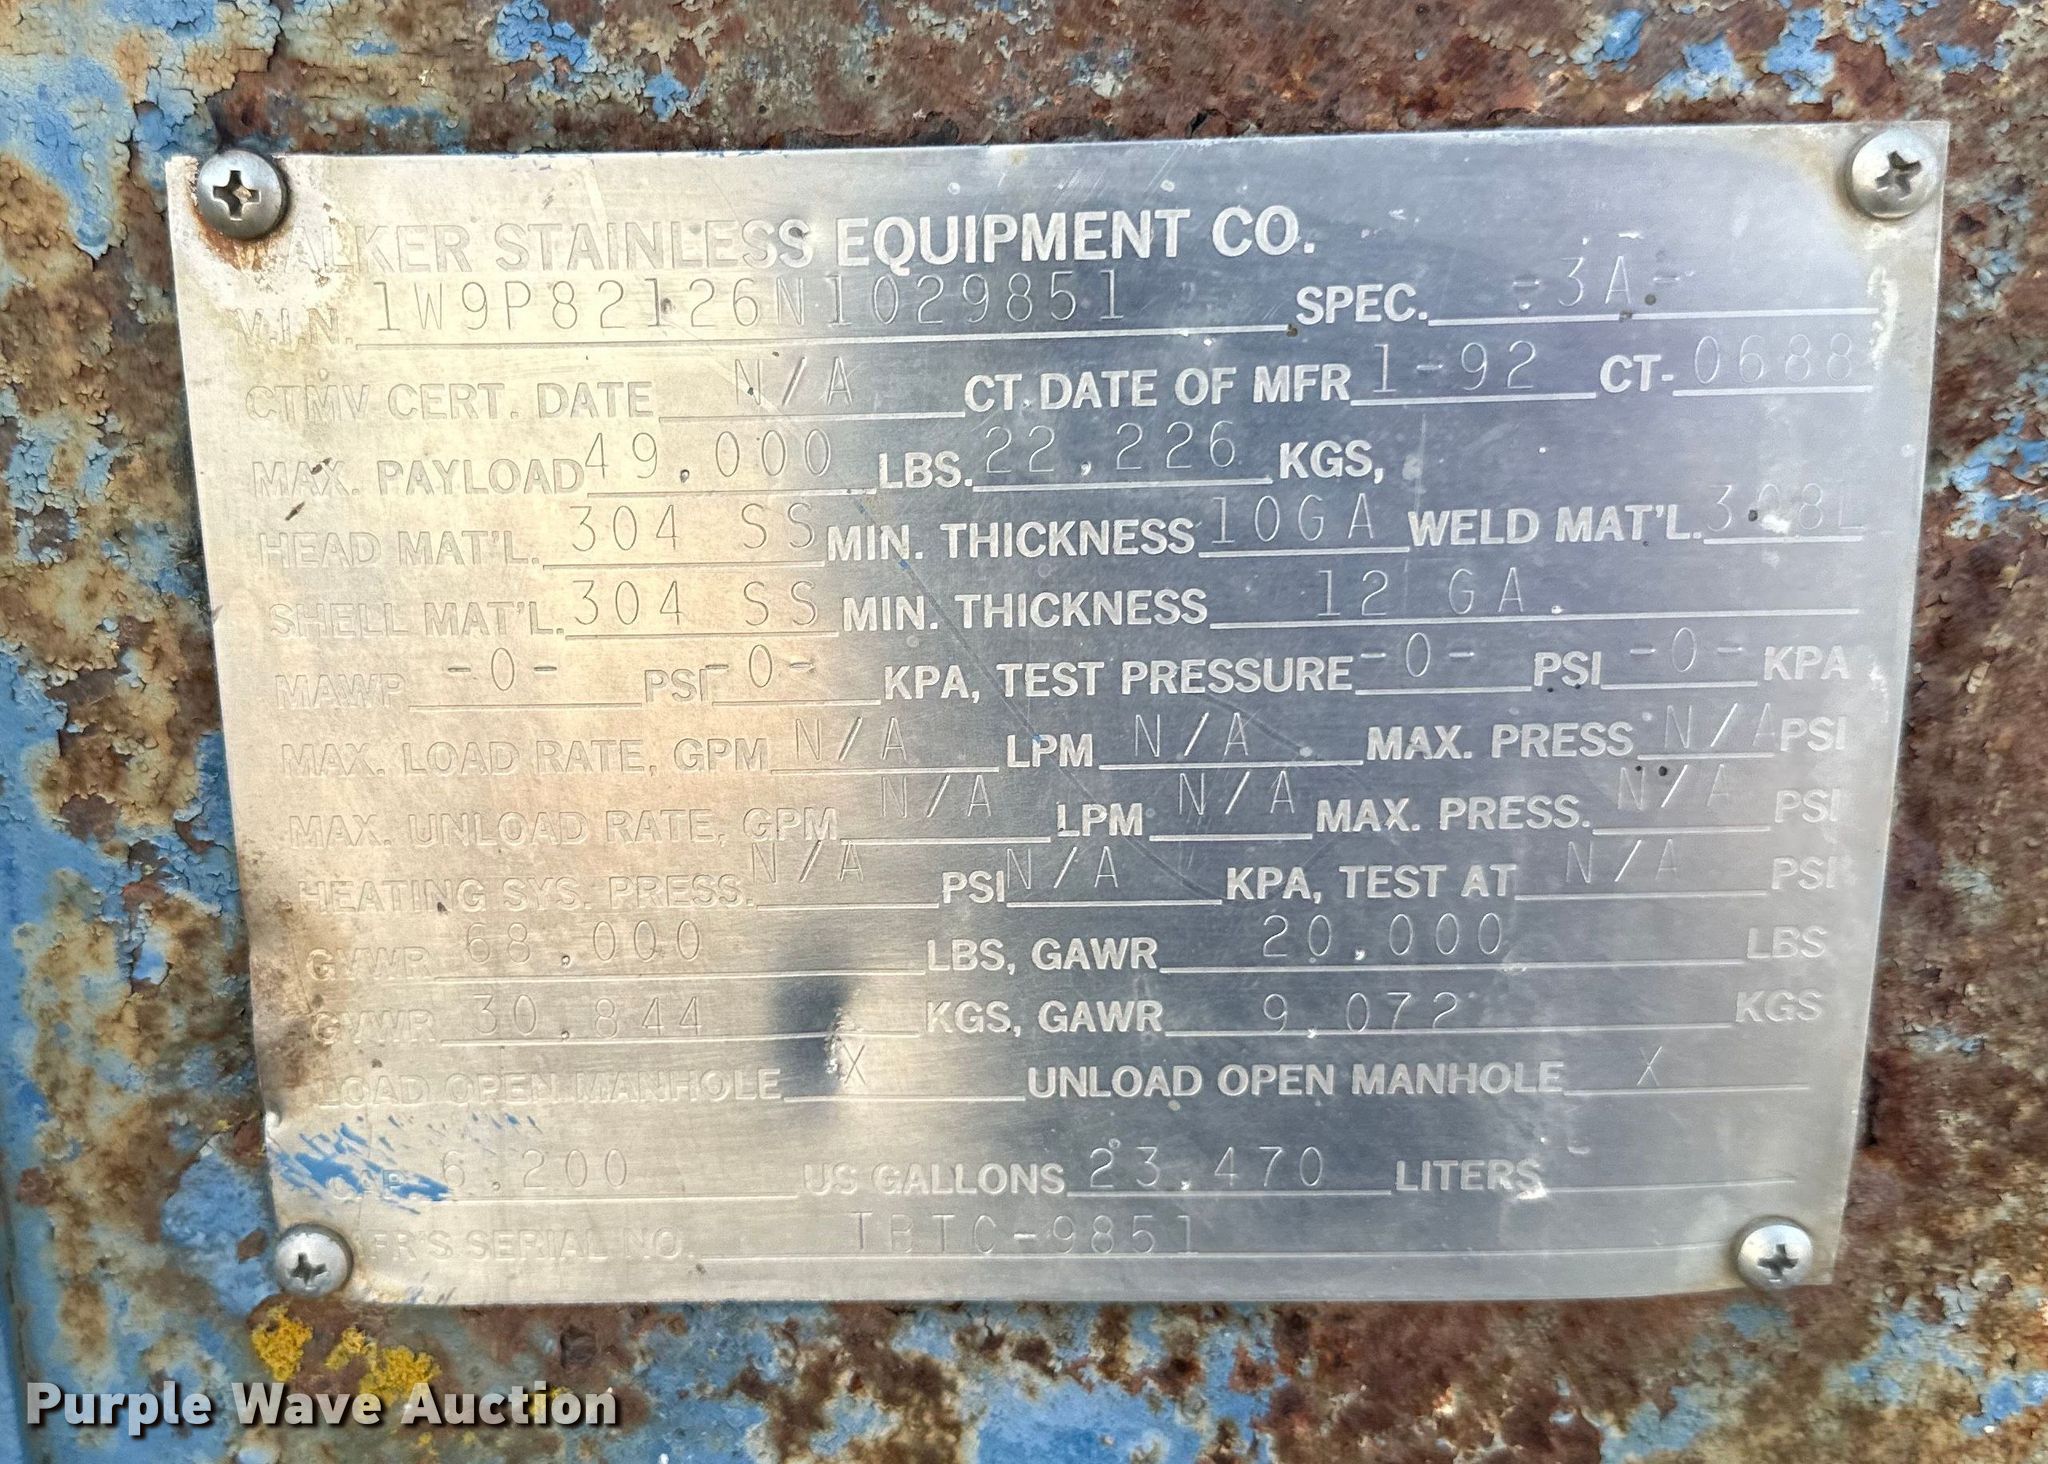 WALKER STAINLESS EQUIPMENT CO.
V.I.N. 1W9P82126N1029851 SPEC. -3A-
CTMV CERT. DATE N/A CT. DATE OF MFR 1-92 CT- 0688
MAX. PAYLOAD 49,000 LBS. 22,226 KGS,
HEAD MAT'L. 304 SS MIN. THICKNESS 10GA WELD MAT'L. 308L
SHELL MAT'L. 304 SS MIN. THICKNESS 12 GA.
MAWP -0- PSI -0- KPA, TEST PRESSURE -0- PSI -0- KPA
MAX. LOAD RATE, GPM N/A LPM N/A MAX. PRESS N/A PSI
MAX. UNLOAD RATE, GPM N/A LPM N/A MAX. PRESS. N/A PSI
HEATING SYS. PRESS. N/A PSI N/A KPA, TEST AT N/A PSI
GVWR 68,000 LBS, GAWR 20,000 LBS
GVWR 30,844 KGS, GAWR 9,072 KGS
LOAD OPEN MANHOLE X UNLOAD OPEN MANHOLE X
CAP. 6,200 US GALLONS 23,470 LITERS
MFR'S SERIAL NO. TBTC-9851
Purple Wave Auction